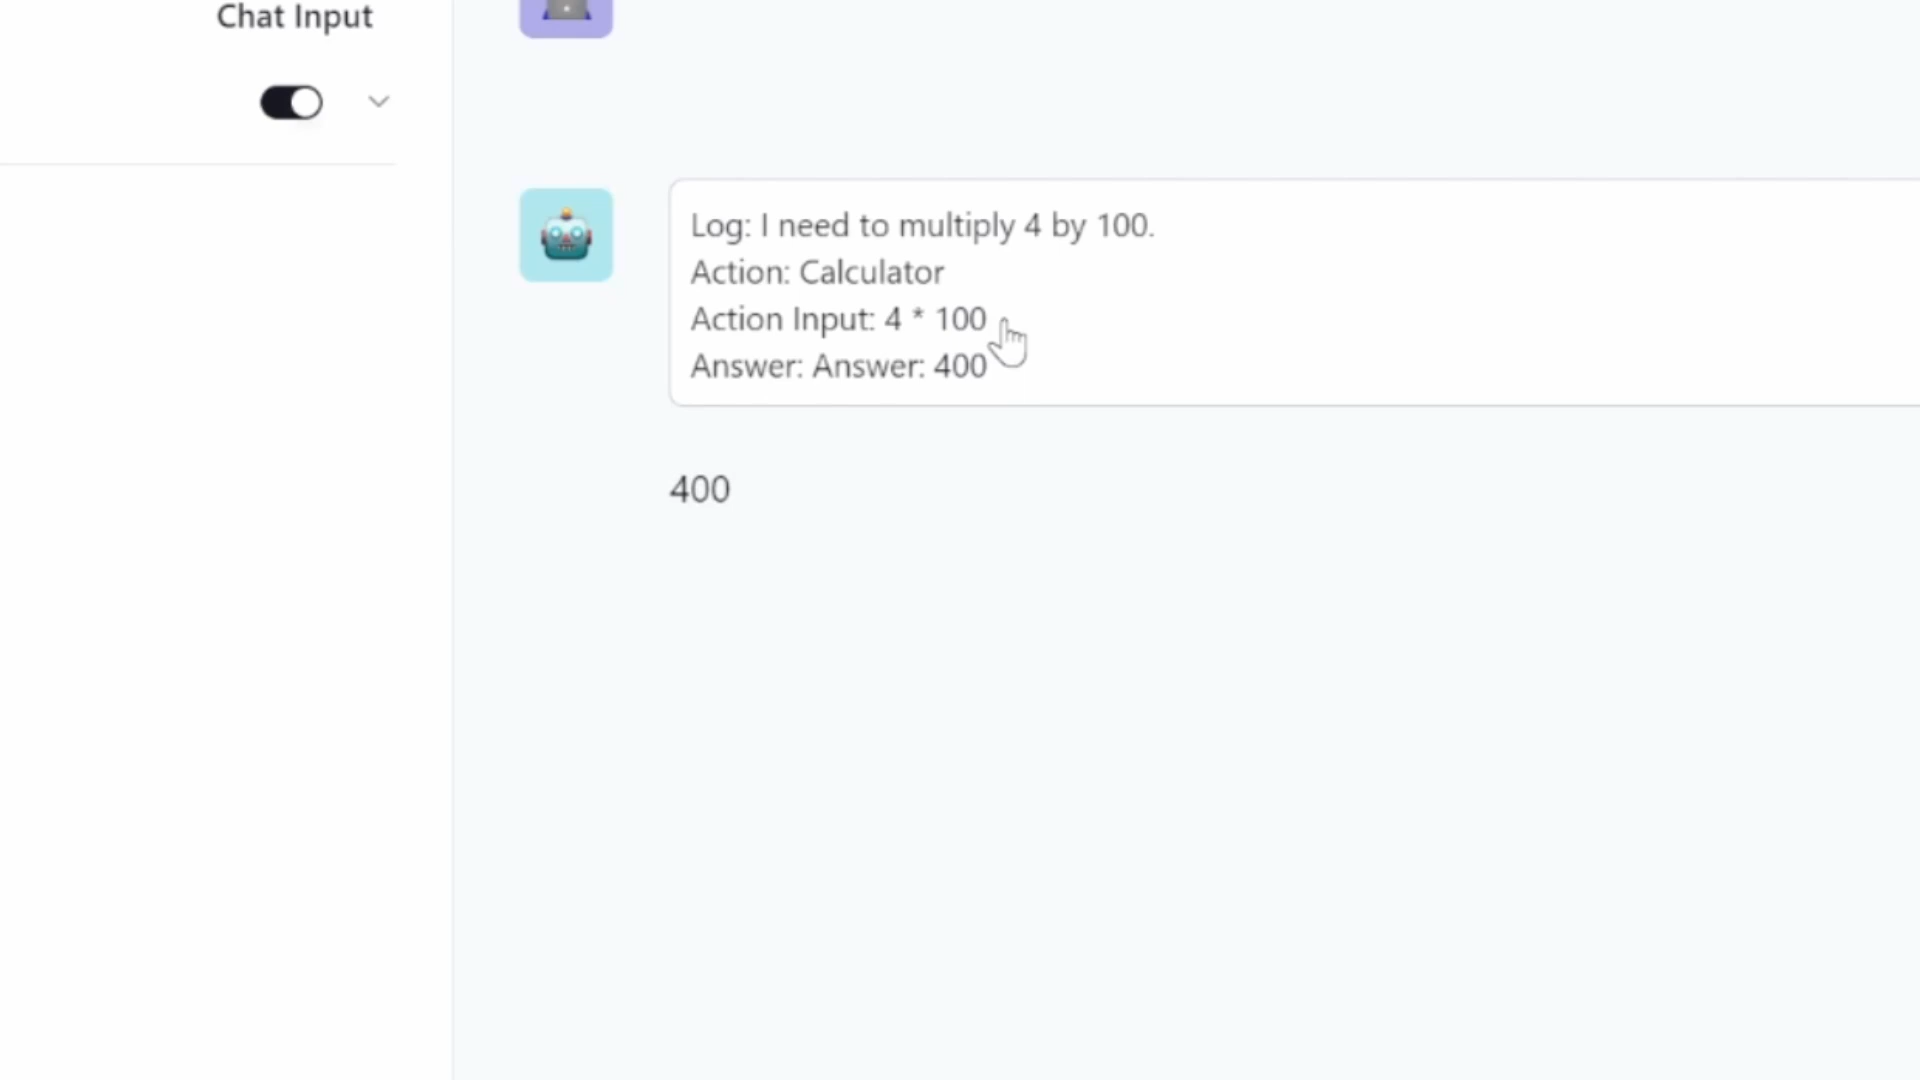 Chat Input
Log: I need to multiply 4 by 100.
Action: Calculator
Action Input: 4 * 100
Answer: Answer: 400
400